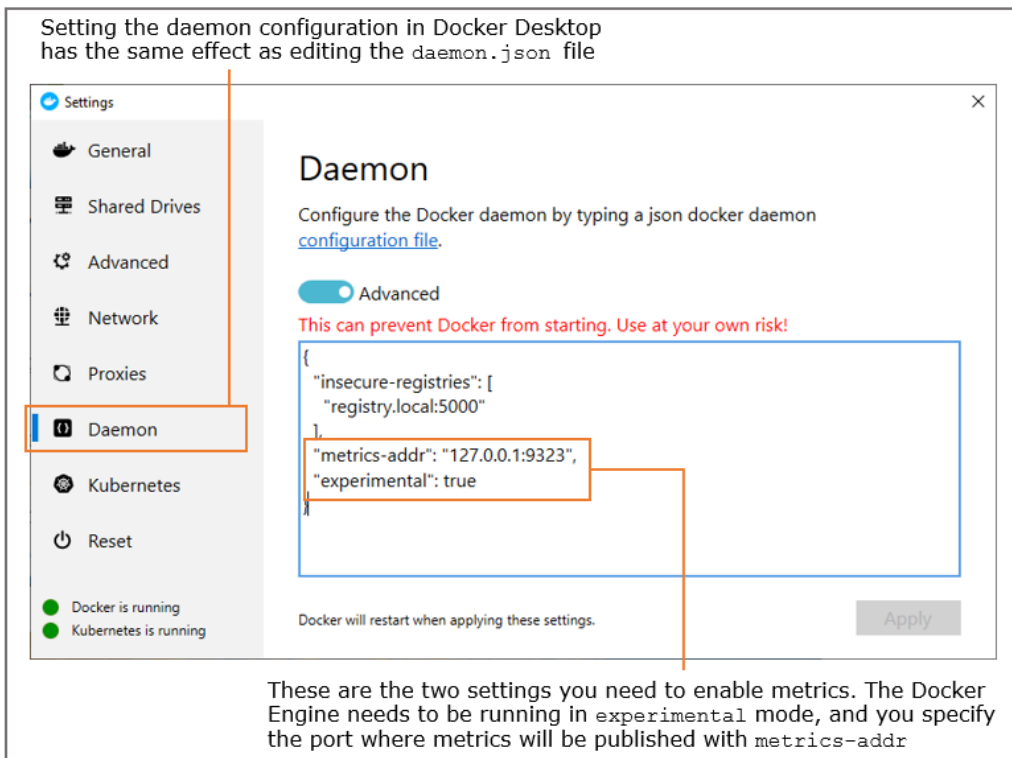 Setting the daemon configuration in Docker Desktop
has the same effect as editing the daemon.json file
Settings
General
Shared Drives
Advanced
Network
Proxies
Daemon
Kubernetes
Reset
Docker is running
Kubernetes is running
Daemon
Configure the Docker daemon by typing a json docker daemon
configuration file.
Advanced
This can prevent Docker from starting. Use at your own risk!
{
"insecure-registries": [
"registry.local:5000"
],
"metrics-addr": "127.0.0.1:9323",
"experimental": true
}
Docker will restart when applying these settings.
Apply
These are the two settings you need to enable metrics. The Docker
Engine needs to be running in experimental mode, and you specify
the port where metrics will be published with metrics-addr